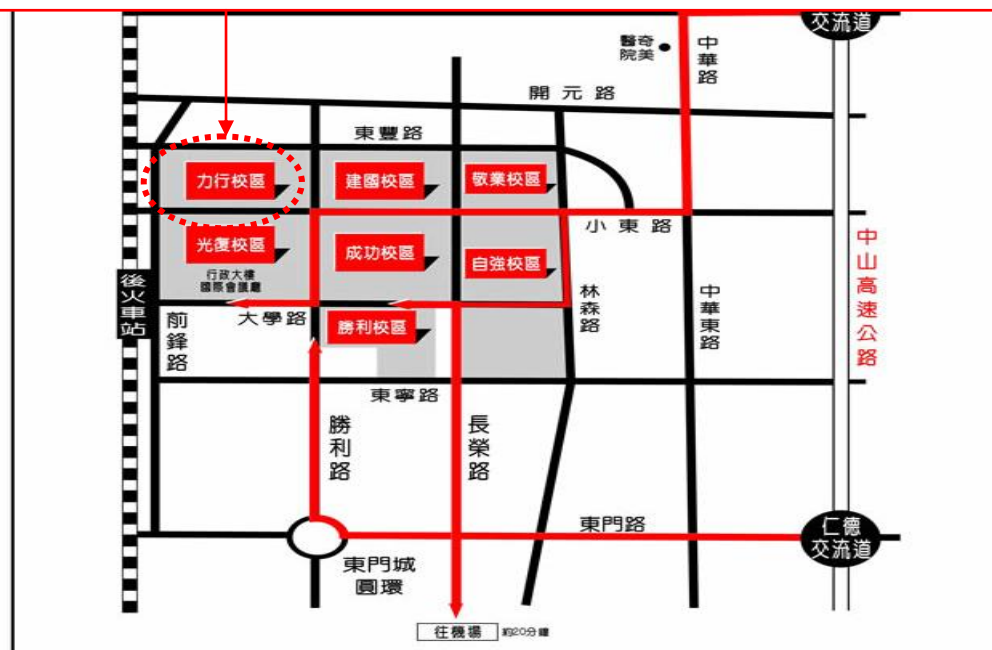 交流道
醫奇
院美
中華路
開元路
東豐路
力行校區
建國校區
敬業校區
小東路
光復校區
成功校區
自強校區
行政大樓
國際會議廳
中山高速公路
後火車站
前鋒路
大學路
勝利校區
林森路
中華東路
東寧路
勝利路
長榮路
東門路
仁德
交流道
東門城
圓環
往機場 約20分鐘